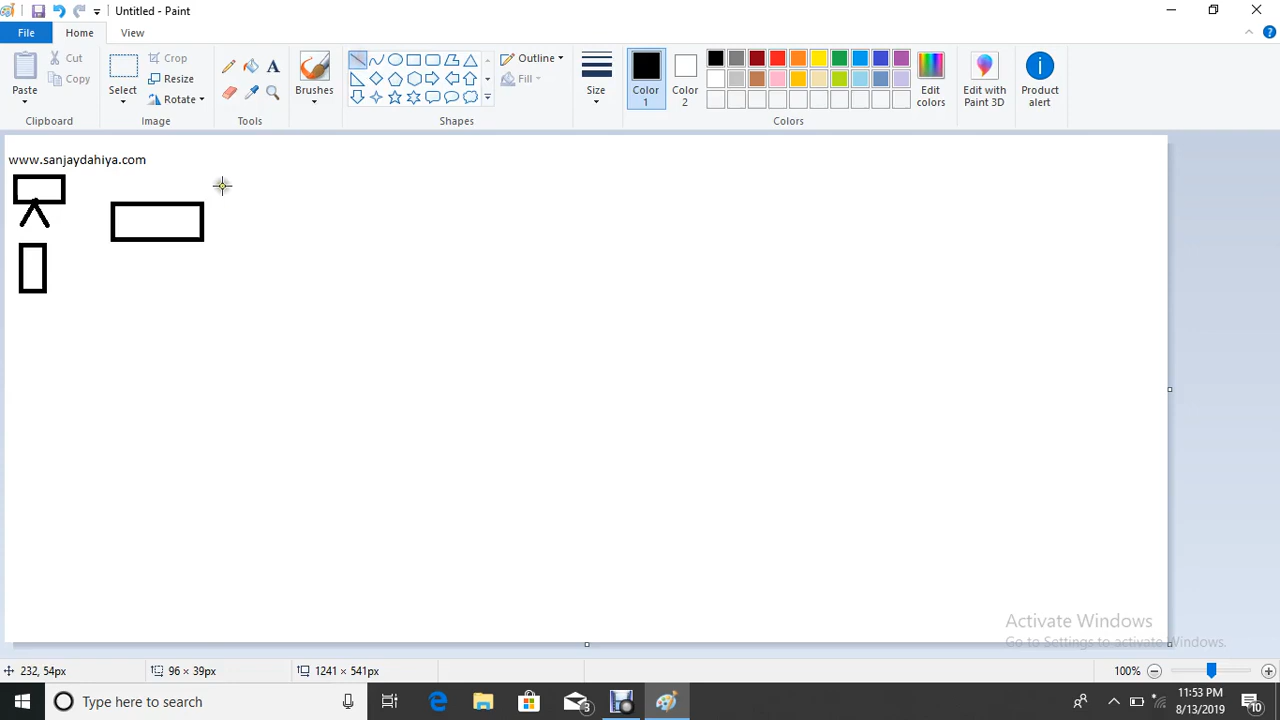 Untitled - Paint
File Home View
Paste
Cut
Copy
Clipboard
Select
Crop
Resize
Rotate
Image
Tools
Brushes
Shapes
Outline
Fill
Size
Color 1
Color 2
Colors
Edit colors
Edit with Paint 3D
Product alert
www.sanjaydahiya.com
Activate Windows
Go to Settings to activate Windows.
232, 54px
96 × 39px
1241 × 541px
100%
Type here to search
3
11:53 PM
8/13/2019
10